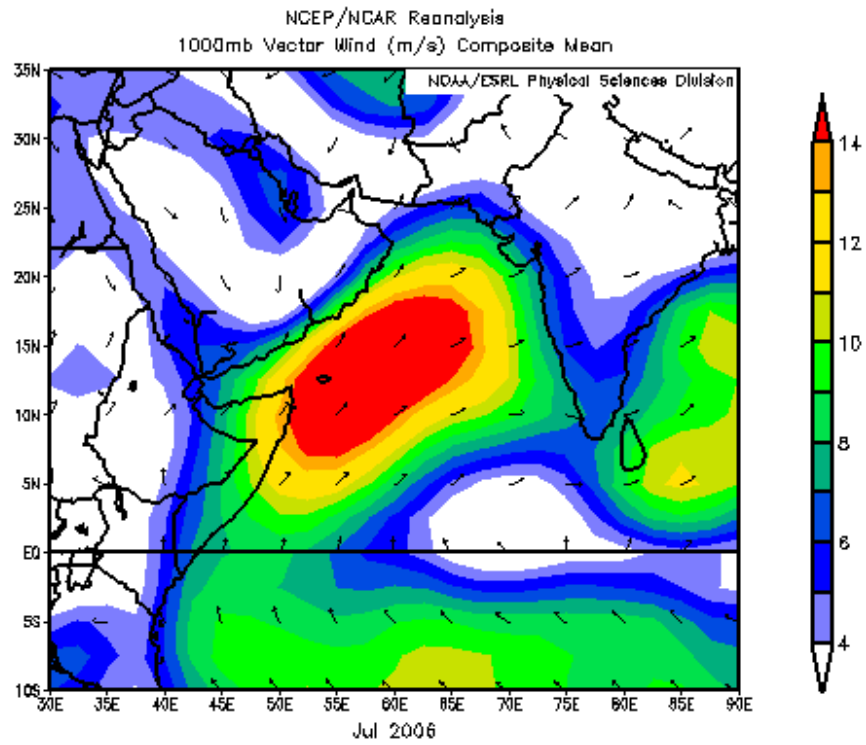 NCEP/NCAR Reanalysis
1000mb Vector Wind (m/s) Composite Mean
NOAA/ESRL Physical Sciences Division
35N
30N
25N
20N
15N
10N
5N
EQ
5S
10S
30E 35E 40E 45E 50E 55E 60E 65E 70E 75E 80E 85E 90E
Jul 2006
14
12
10
8
6
4